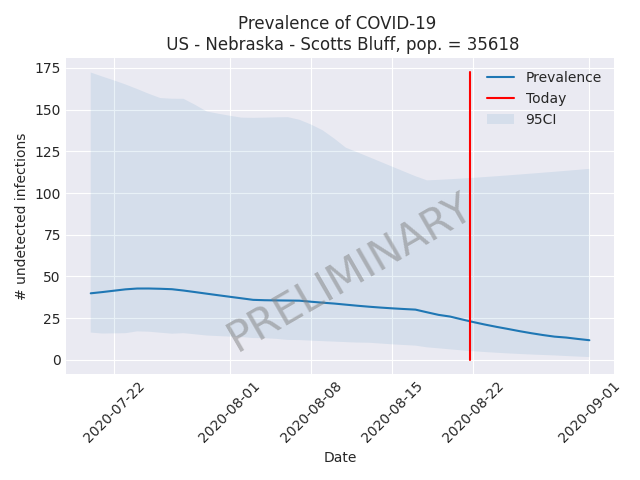 Prevalence of COVID-19
US - Nebraska - Scotts Bluff, pop. = 35618
175
150
125
100
75
50
25
0
# undetected infections
Prevalence
Today
95CI
PRELIMINARY
2020-07-22
2020-08-01
2020-08-08
2020-08-15
2020-08-22
2020-09-01
Date